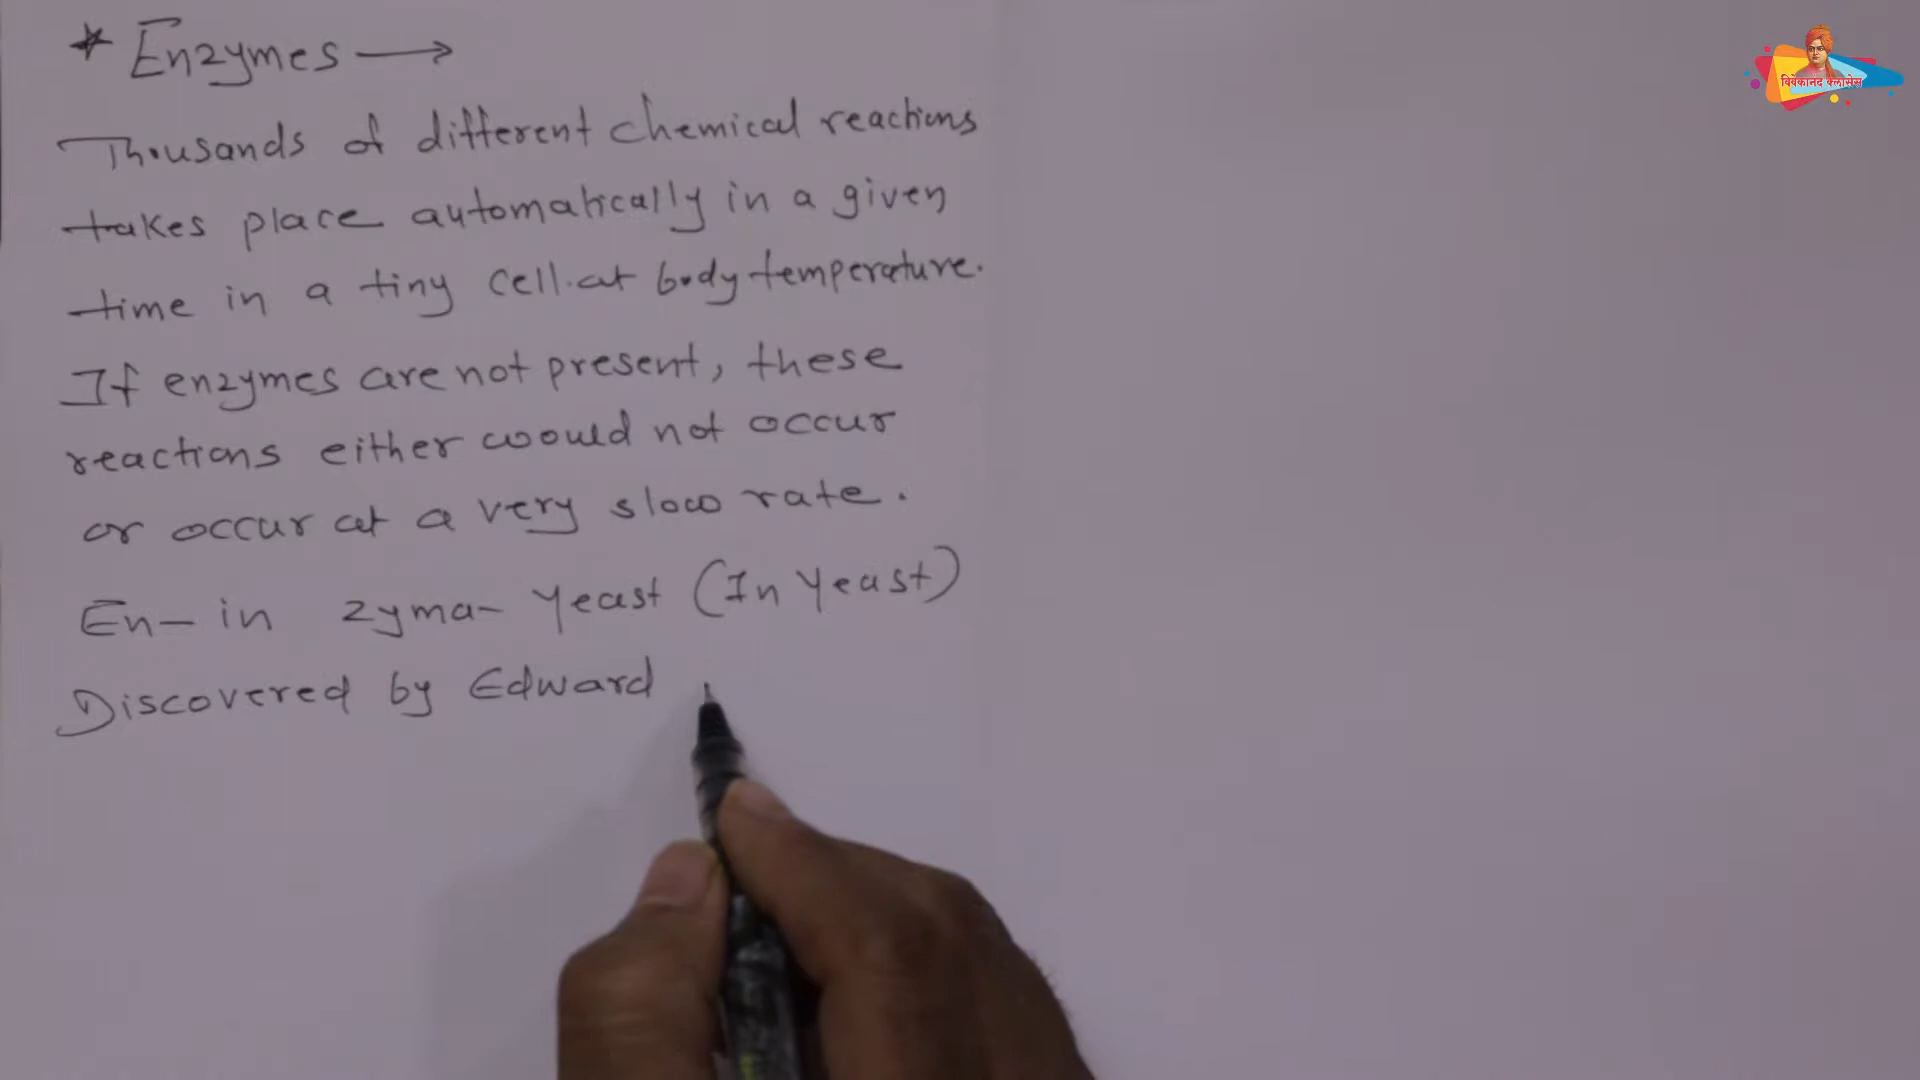 * Enzymes →
Thousands of different chemical reactions
takes place automatically in a given
time in a tiny cell.at body temperature.
If enzymes are not present, these
reactions either would not occur
or occur at a very slow rate.
En- in zyma- Yeast (In Yeast)
Discovered by Edward
विवेकानंद क्लासेस